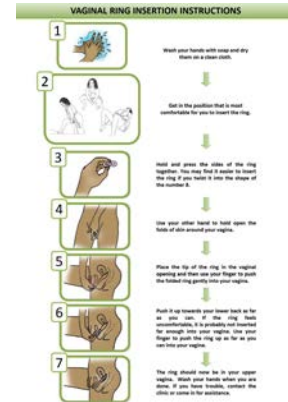 VAGINAL RING INSERTION INSTRUCTIONS
1
Wash your hands with soap and dry
them on a clean cloth.
2
Get in the position that is most
comfortable for you to insert the ring.
3
Hold and press the sides of the ring
together. You may find it easier to insert
the ring if you twist it into the shape of
the number 8.
4
Use your other hand to hold open the
folds of skin around your vagina.
5
Place the tip of the ring in the vaginal
opening and then use your finger to push
the folded ring gently into your vagina.
6
Push it up towards your lower back as far
as you can. If the ring feels
uncomfortable, it is probably not inserted
far enough into your vagina. Use your
finger to push the ring up as far as you
can into your vagina.
7
The ring should now be in your upper
vagina. Wash your hands when you are
done. If you have trouble, contact the
clinic or come in for assistance.